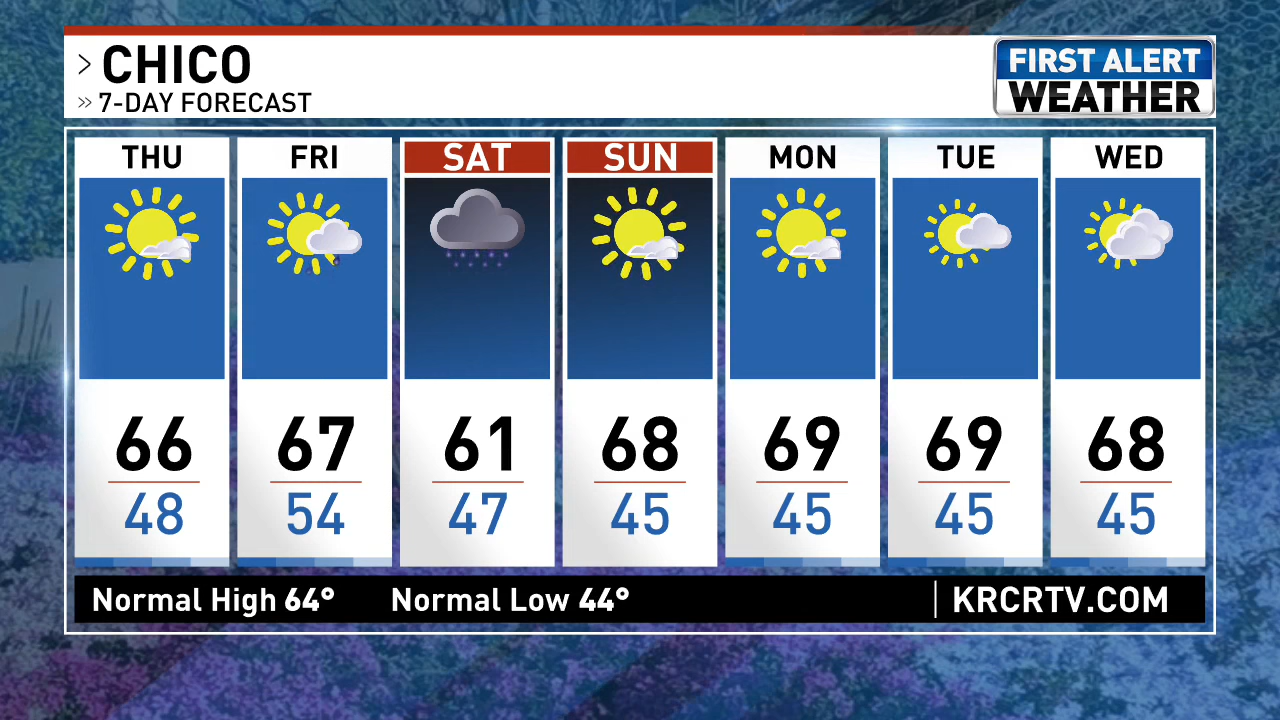 > CHICO
» 7-DAY FORECAST
FIRST ALERT
WEATHER
THU FRI SAT SUN MON TUE WED
66 67 61 68 69 69 68
48 54 47 45 45 45 45
Normal High 64° Normal Low 44° | KRCRTV.COM